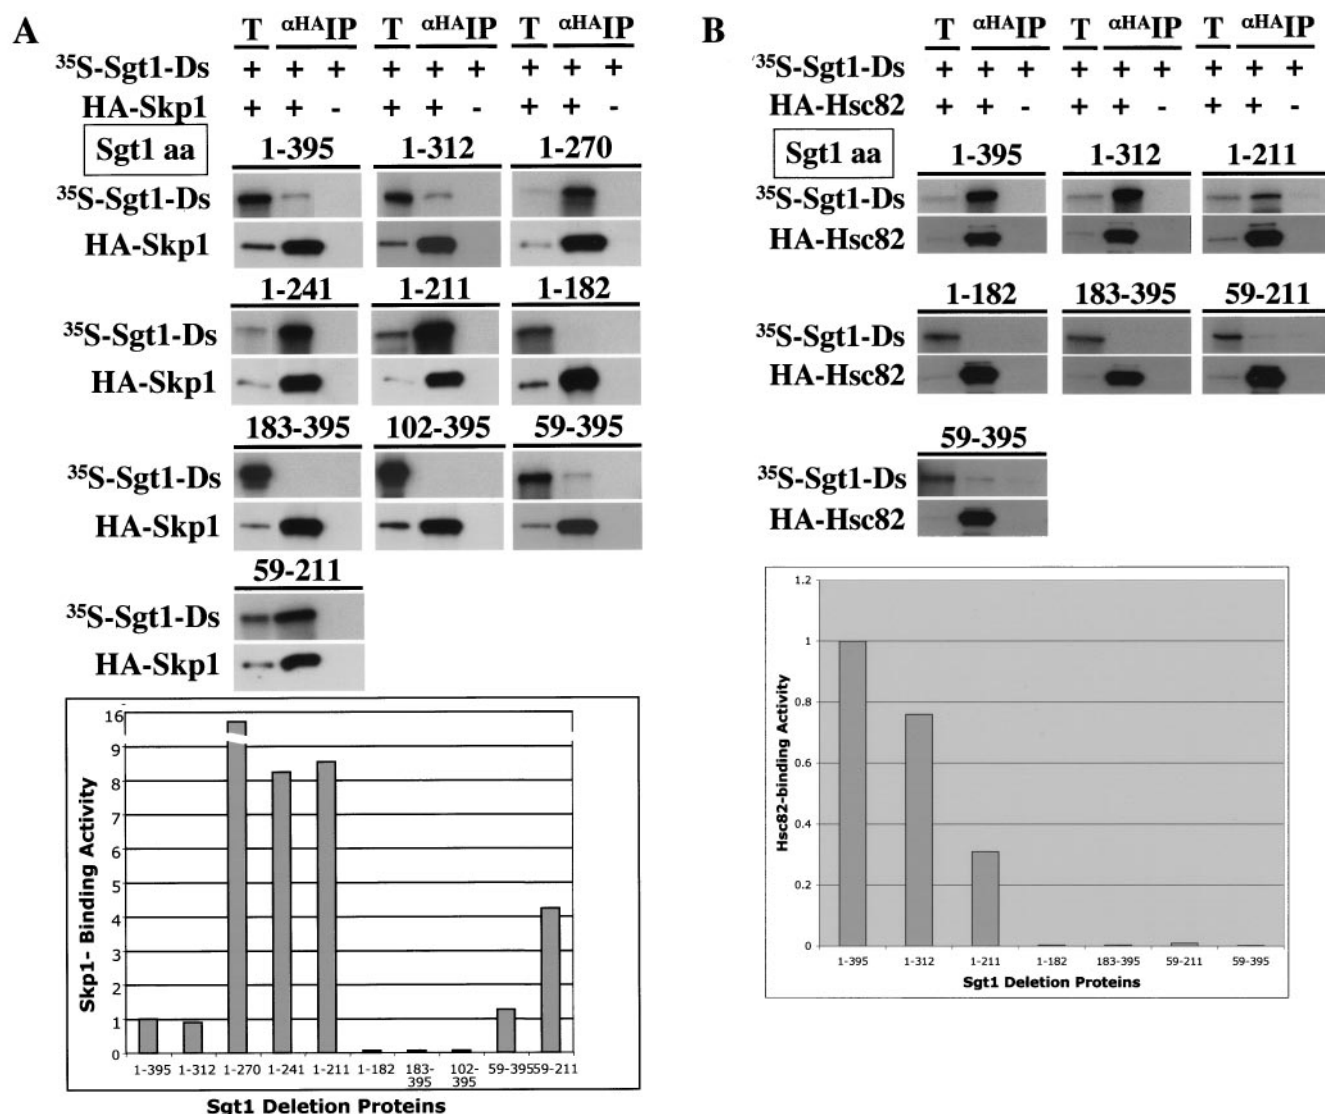 A
T αHAIP T αHAIP T αHAIP
35S-Sgt1-Ds + + + + + + + + +
HA-Skp1 + + - + + - + + -
Sgt1 aa 1-395 1-312 1-270
35S-Sgt1-Ds
HA-Skp1
1-241 1-211 1-182
35S-Sgt1-Ds
HA-Skp1
183-395 102-395 59-395
35S-Sgt1-Ds
HA-Skp1
59-211
35S-Sgt1-Ds
HA-Skp1
16
9
8
7
6
5
4
3
2
1
0
Skp1- Binding Activity
1-395 1-312 1-270 1-241 1-211 1-182 183- 102- 59-395 59-211
395 395
Sgt1 Deletion Proteins
B
T αHAIP T αHAIP T αHAIP
35S-Sgt1-Ds + + + + + + + + +
HA-Hsc82 + + - + + - + + -
Sgt1 aa 1-395 1-312 1-211
35S-Sgt1-Ds
HA-Hsc82
1-182 183-395 59-211
35S-Sgt1-Ds
HA-Hsc82
59-395
35S-Sgt1-Ds
HA-Hsc82
1.2
1
0.8
0.6
0.4
0.2
0
Hsc82-binding Activity
1-395 1-312 1-211 1-182 183-395 59-211 59-395
Sgt1 Deletion Proteins